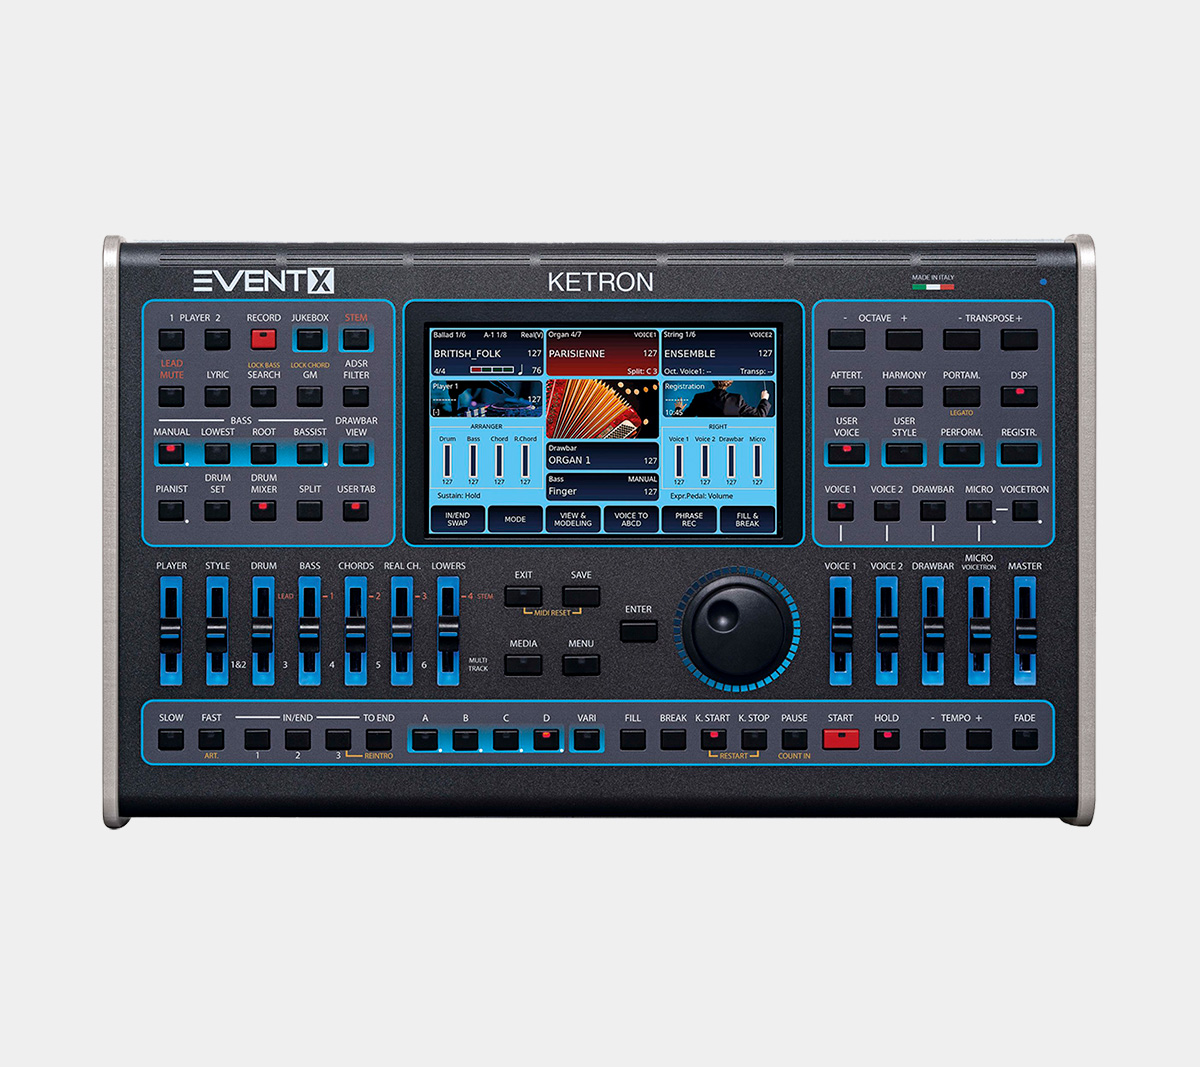 EVENTX
KETRON
MADE IN ITALY
1 PLAYER 2
RECORD
JUKEBOX
STEM
LEAD
MUTE
LYRIC
LOCK BASS
SEARCH
LOCK CHORD
GM
ADSR
FILTER
BASS
MANUAL
LOWEST
ROOT
BASSIST
DRAWBAR
VIEW
PIANIST
DRUM
SET
DRUM
MIXER
SPLIT
USER TAB
Ballad 1/6 A-1 1/8 Real(V)
BRITISH_FOLK 127
4/4 76
Organ 4/7 VOICE1
PARISIENNE 127
Split: C 3
String 1/6 VOICE2
ENSEMBLE 127
Oct. Voice1: -- Transp: --
Player 1
127
[-]
Registration
10:45
ARRANGER
Drum Bass Chord R.Chord
127 127 127 127
Sustain: Hold
Drawbar
ORGAN 1 127
Bass MANUAL
Finger 127
RIGHT
Voice 1 Voice 2 Drawbar Micro
127 127 127 127
Expr.Pedal: Volume
IN/END
SWAP
MODE
VIEW &
MODELING
VOICE TO
ABCD
PHRASE
REC
FILL &
BREAK
- OCTAVE +
- TRANSPOSE +
AFTERT.
HARMONY
PORTAM.
DSP
LEGATO
USER
VOICE
USER
STYLE
PERFORM.
REGISTR.
VOICE 1
VOICE 2
DRAWBAR
MICRO
VOICETRON
PLAYER
STYLE
DRUM
BASS
CHORDS
REAL CH.
LOWERS
LEAD
1
2
3
4 STEM
1&2
3
4
5
6
MULTI
TRACK
EXIT
SAVE
MIDI RESET
ENTER
MEDIA
MENU
VOICE 1
VOICE 2
DRAWBAR
MICRO
VOICETRON
MASTER
SLOW
FAST
ART.
IN/END
TO END
1
2
3
REINTRO
A
B
C
D
VARI
FILL
BREAK
K. START
K. STOP
RESTART
PAUSE
COUNT IN
START
HOLD
- TEMPO +
FADE